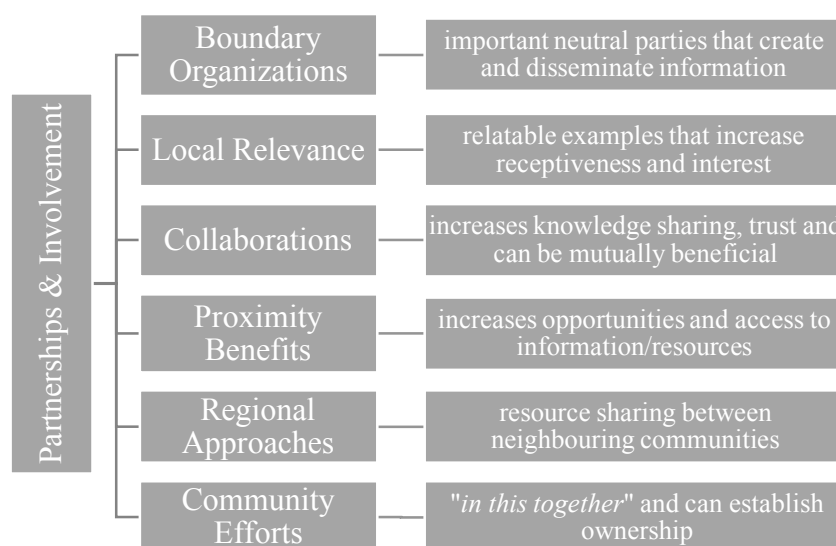 Partnerships & Involvement
Boundary
Organizations
important neutral parties that create
and disseminate information
Local Relevance
relatable examples that increase
receptiveness and interest
Collaborations
increases knowledge sharing, trust and
can be mutually beneficial
Proximity
Benefits
increases opportunities and access to
information/resources
Regional
Approaches
resource sharing between
neighbouring communities
Community
Efforts
"in this together" and can establish
ownership